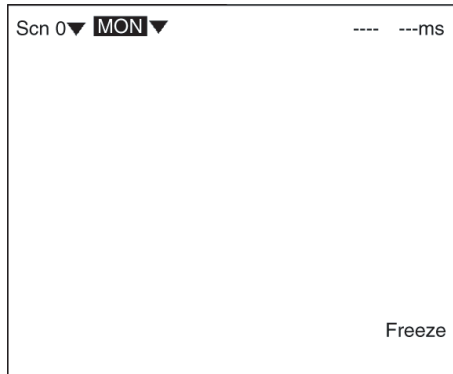 Scn 0▼ MON▼ ---- ---ms
Freeze